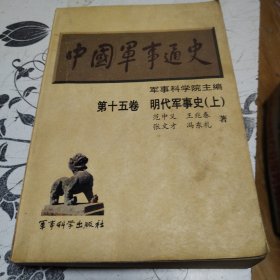 中國軍事通史
军事科学院主编
第十五卷 明代军事史(上)
范中义 王兆春
张文才 冯东礼 著
军事科学出版社